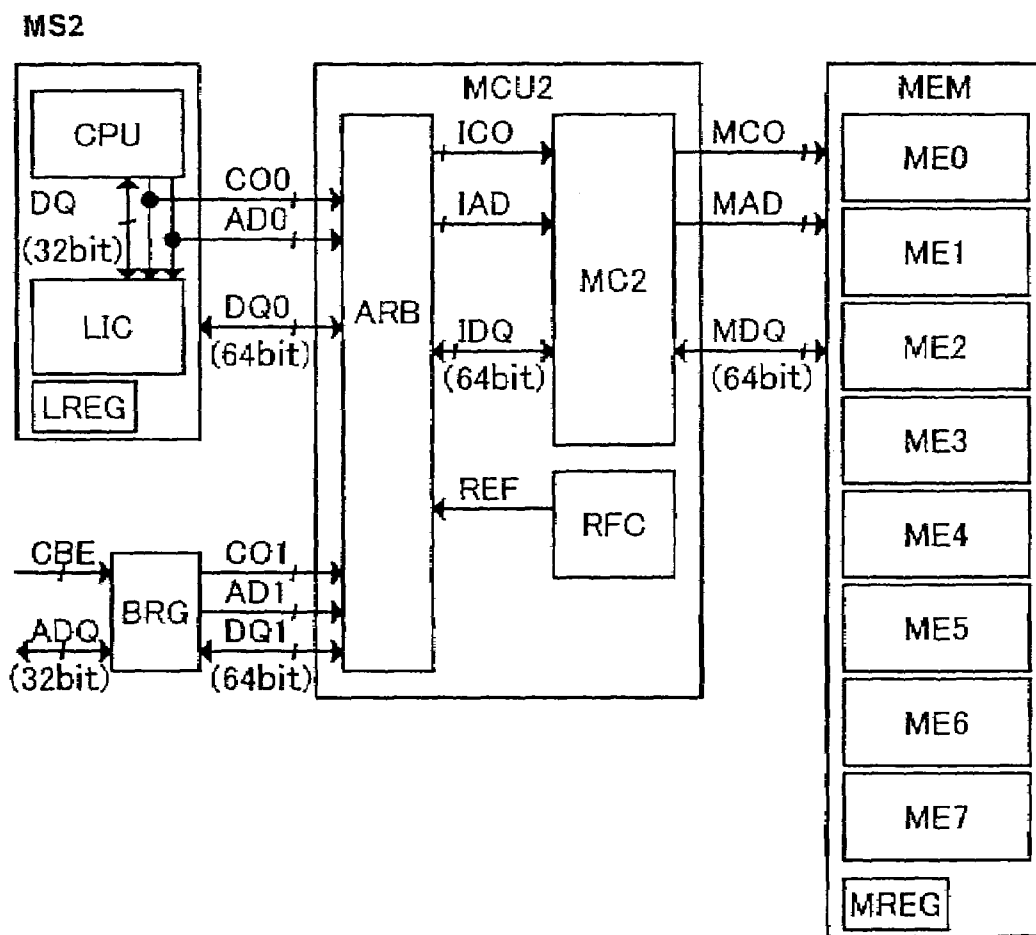 MS2
CPU
DQ
(32bit)
LIC
LREG
CO0
AD0
DQ0
(64bit)
CBE
ADQ
(32bit)
BRG
CO1
AD1
DQ1
(64bit)
MCU2
ARB
ICO
IAD
IDQ
(64bit)
REF
MC2
RFC
MCO
MAD
MDQ
(64bit)
MEM
ME0
ME1
ME2
ME3
ME4
ME5
ME6
ME7
MREG